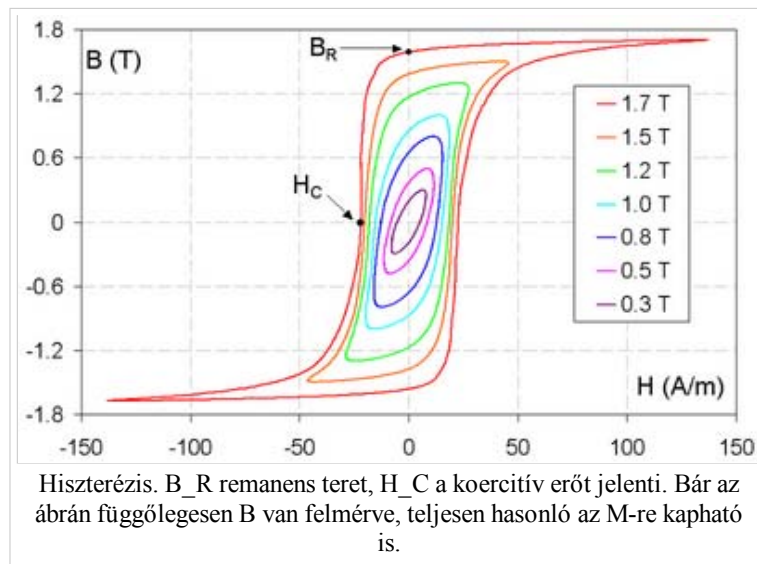 1.8
B (T)
B_R
1.2
0.6
H_C
0
-0.6
-1.2
H (A/m)
-1.8
-150
-100
-50
0
50
100
150
1.7 T
1.5 T
1.2 T
1.0 T
0.8 T
0.5 T
0.3 T
Hiszterézis. B_R remanens teret, H_C a koercitív erőt jelenti. Bár az
ábrán függőlegesen B van felmérve, teljesen hasonló az M-re kapható
is.